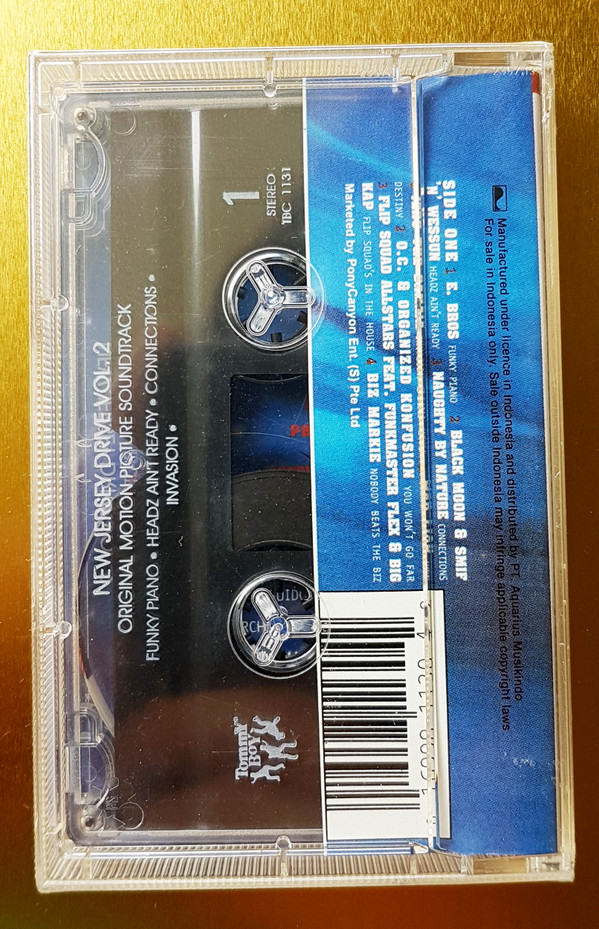 1
STEREO
TBC 1131
NEW JERSEY DRIVE VOL. 2
ORIGINAL MOTION PICTURE SOUNDTRACK
FUNKY PIANO • HEADZ AIN'T READY • CONNECTIONS •
INVASION •
Tommy
BOY
Manufactured under licence in Indonesia and distributed by PT. Aquarius Musikindo
For sale in Indonesia only. Sale outside Indonesia may infringe applicable copyright laws
SIDE ONE 1 E. BROS FUNKY PIANO 2 BLACK MOON & SMIF
'N' WESSUN HEADZ AIN'T READY 3 NAUGHTY BY NATURE CONNECTIONS
DESTINY 2 O.C. & ORGANIZED KONFUSION YOU WON'T GO FAR
3 FLIP SQUAD ALLSTARS FEAT. FUNKMASTER FLEX & BIG
KAP FLIP SQUAD'S IN THE HOUSE 4 BIZ MARKIE NOBODY BEATS THE BIZ
Marketed by PonyCanyon Ent. (S) Pte Ltd